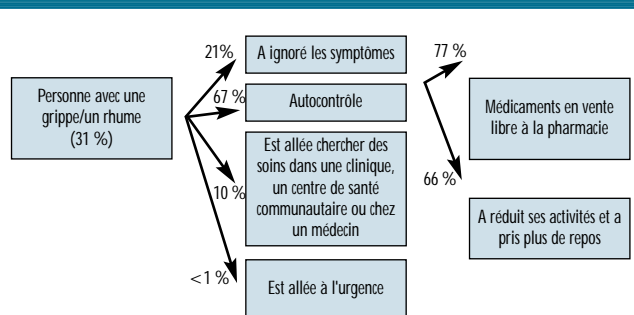 Personne avec une
grippe/un rhume
(31 %)
21%
67 %
10 %
<1 %
A ignoré les symptômes
Autocontrôle
Est allée chercher des
soins dans une clinique,
un centre de santé
communautaire ou chez
un médecin
Est allée à l'urgence
77 %
66 %
Médicaments en vente
libre à la pharmacie
A réduit ses activités et a
pris plus de repos